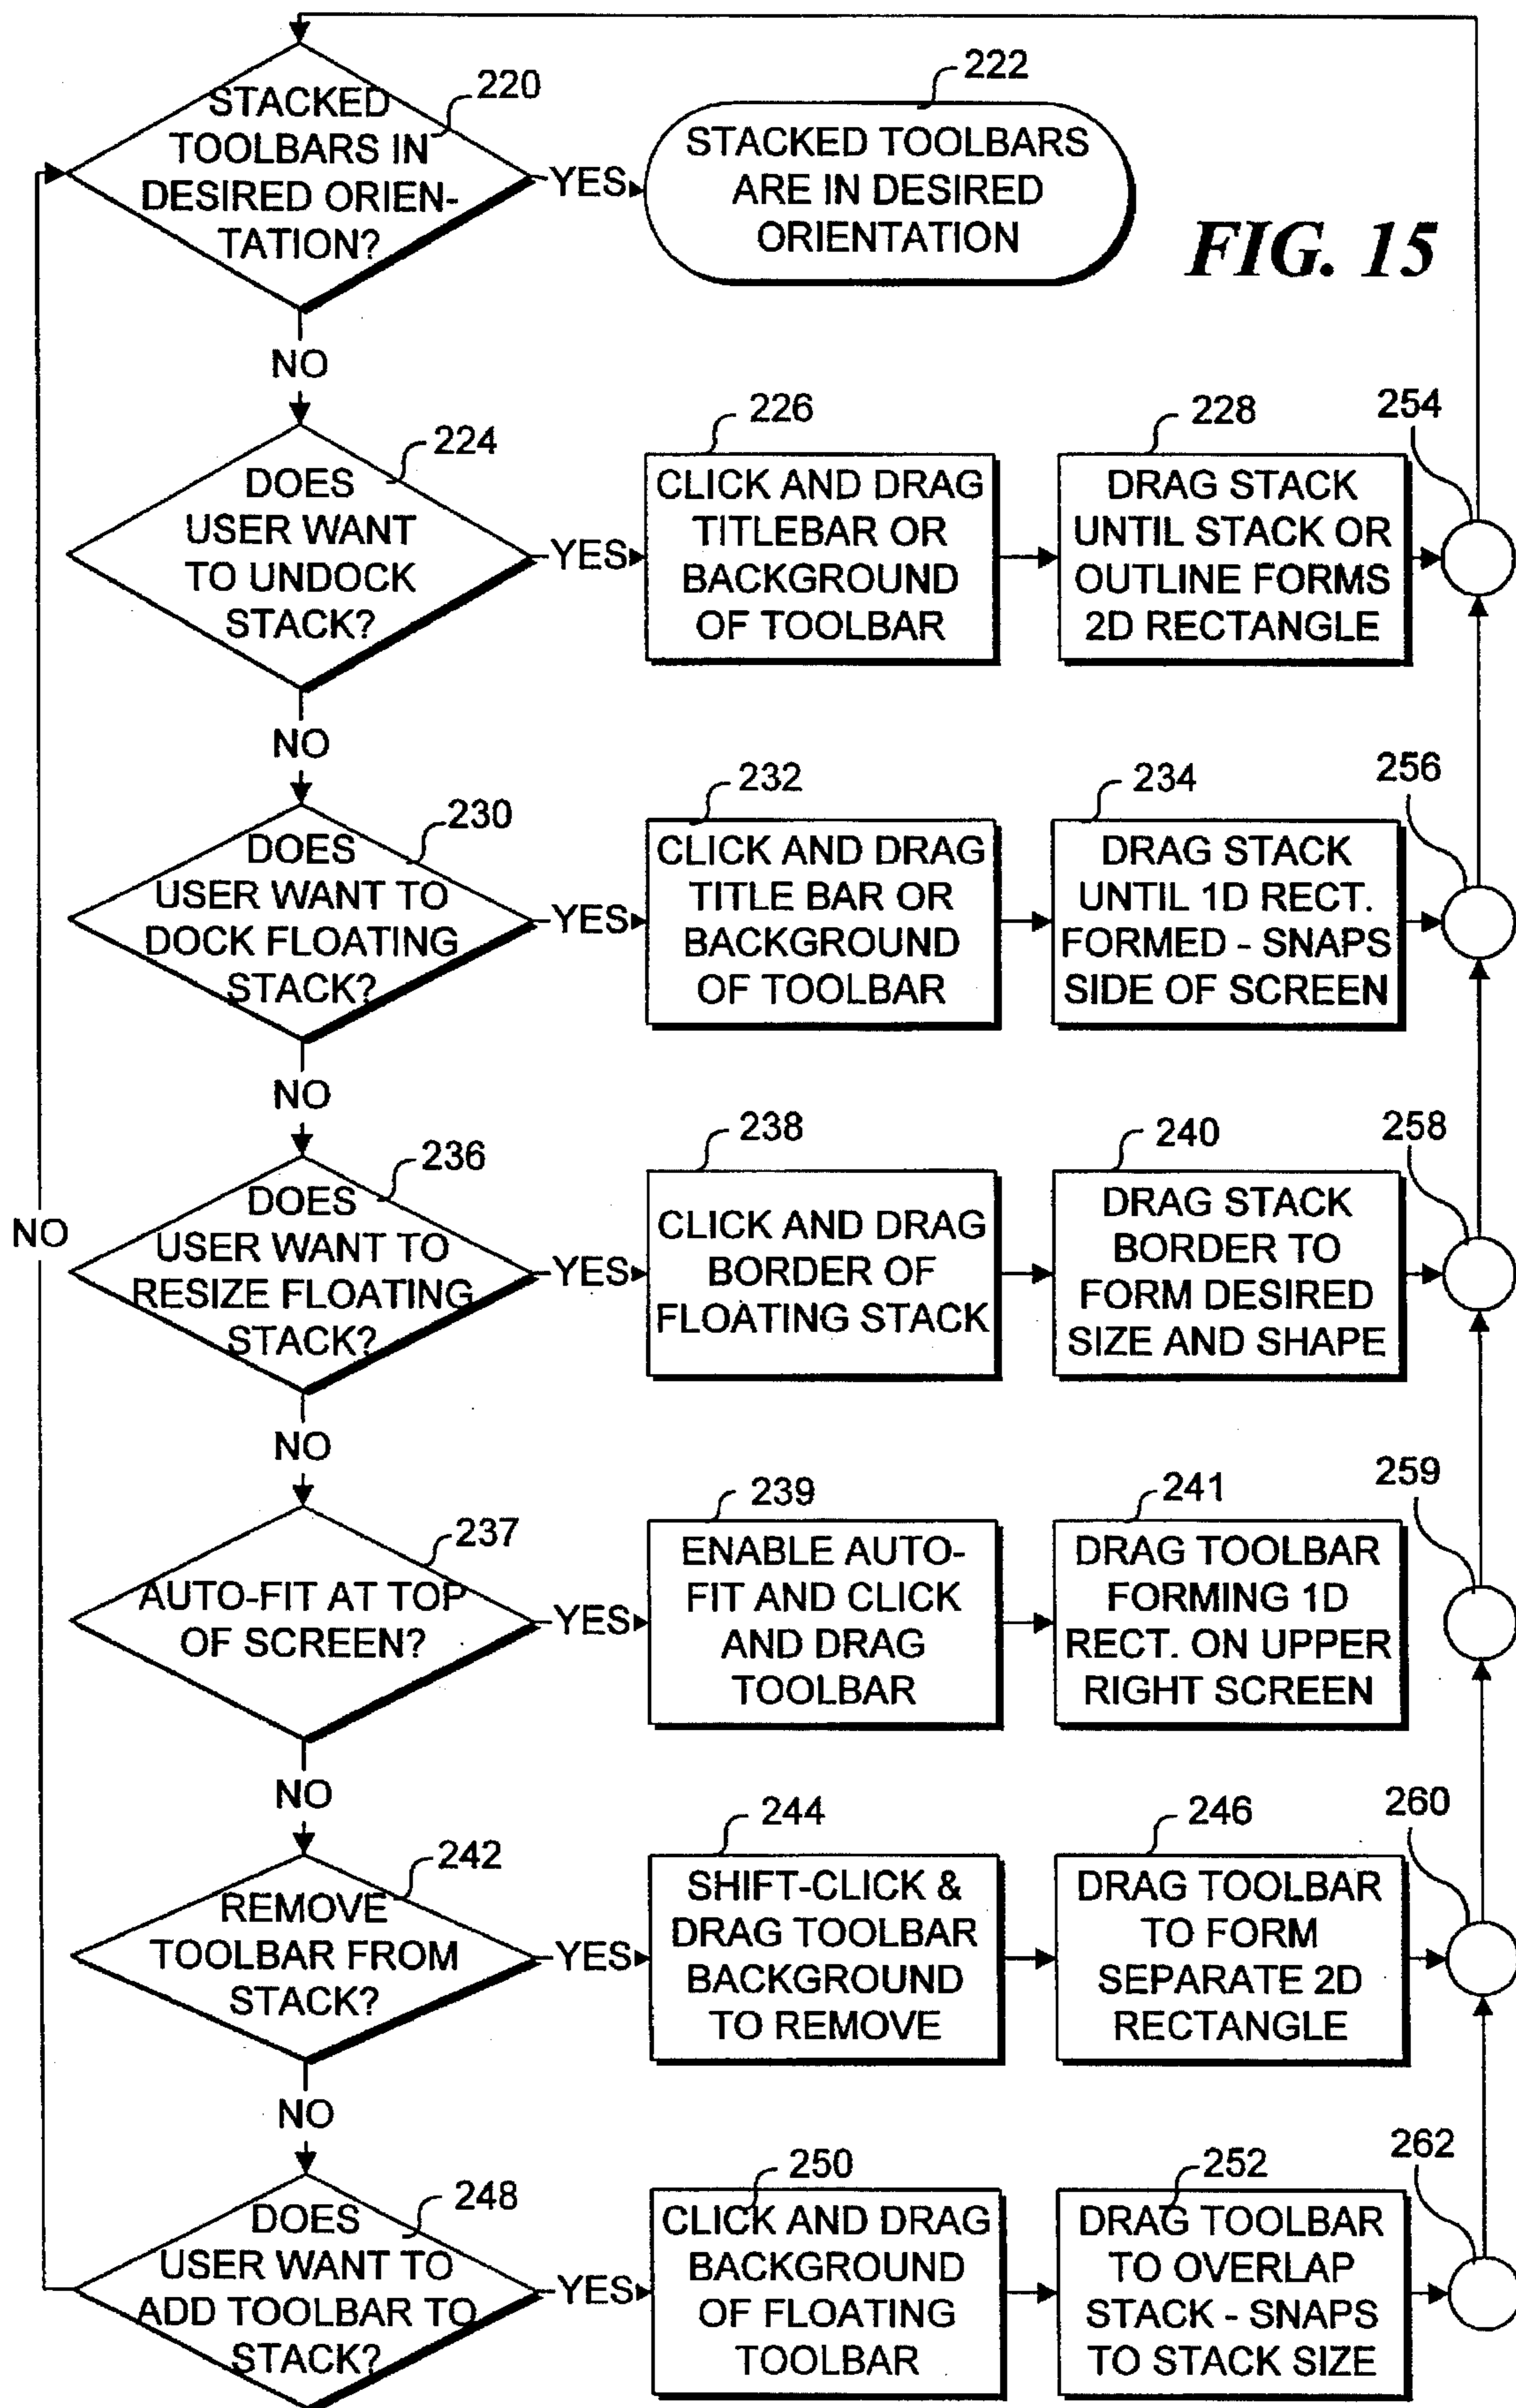 STACKED
TOOLBARS IN
DESIRED ORIEN-
TATION?
220
YES
222
STACKED TOOLBARS
ARE IN DESIRED
ORIENTATION
FIG. 15
NO
224
DOES
USER WANT
TO UNDOCK
STACK?
YES
226
CLICK AND DRAG
TITLEBAR OR
BACKGROUND
OF TOOLBAR
228
DRAG STACK
UNTIL STACK OR
OUTLINE FORMS
2D RECTANGLE
254
NO
230
DOES
USER WANT TO
DOCK FLOATING
STACK?
YES
232
CLICK AND DRAG
TITLE BAR OR
BACKGROUND
OF TOOLBAR
234
DRAG STACK
UNTIL 1D RECT.
FORMED - SNAPS
SIDE OF SCREEN
256
NO
236
DOES
USER WANT TO
RESIZE FLOATING
STACK?
YES
238
CLICK AND DRAG
BORDER OF
FLOATING STACK
240
DRAG STACK
BORDER TO
FORM DESIRED
SIZE AND SHAPE
258
NO
NO
237
AUTO-FIT AT TOP
OF SCREEN?
YES
239
ENABLE AUTO-
FIT AND CLICK
AND DRAG
TOOLBAR
241
DRAG TOOLBAR
FORMING 1D
RECT. ON UPPER
RIGHT SCREEN
259
NO
242
REMOVE
TOOLBAR FROM
STACK?
YES
244
SHIFT-CLICK &
DRAG TOOLBAR
BACKGROUND
TO REMOVE
246
DRAG TOOLBAR
TO FORM
SEPARATE 2D
RECTANGLE
260
NO
248
DOES
USER WANT TO
ADD TOOLBAR TO
STACK?
YES
250
CLICK AND DRAG
BACKGROUND
OF FLOATING
TOOLBAR
252
DRAG TOOLBAR
TO OVERLAP
STACK - SNAPS
TO STACK SIZE
262